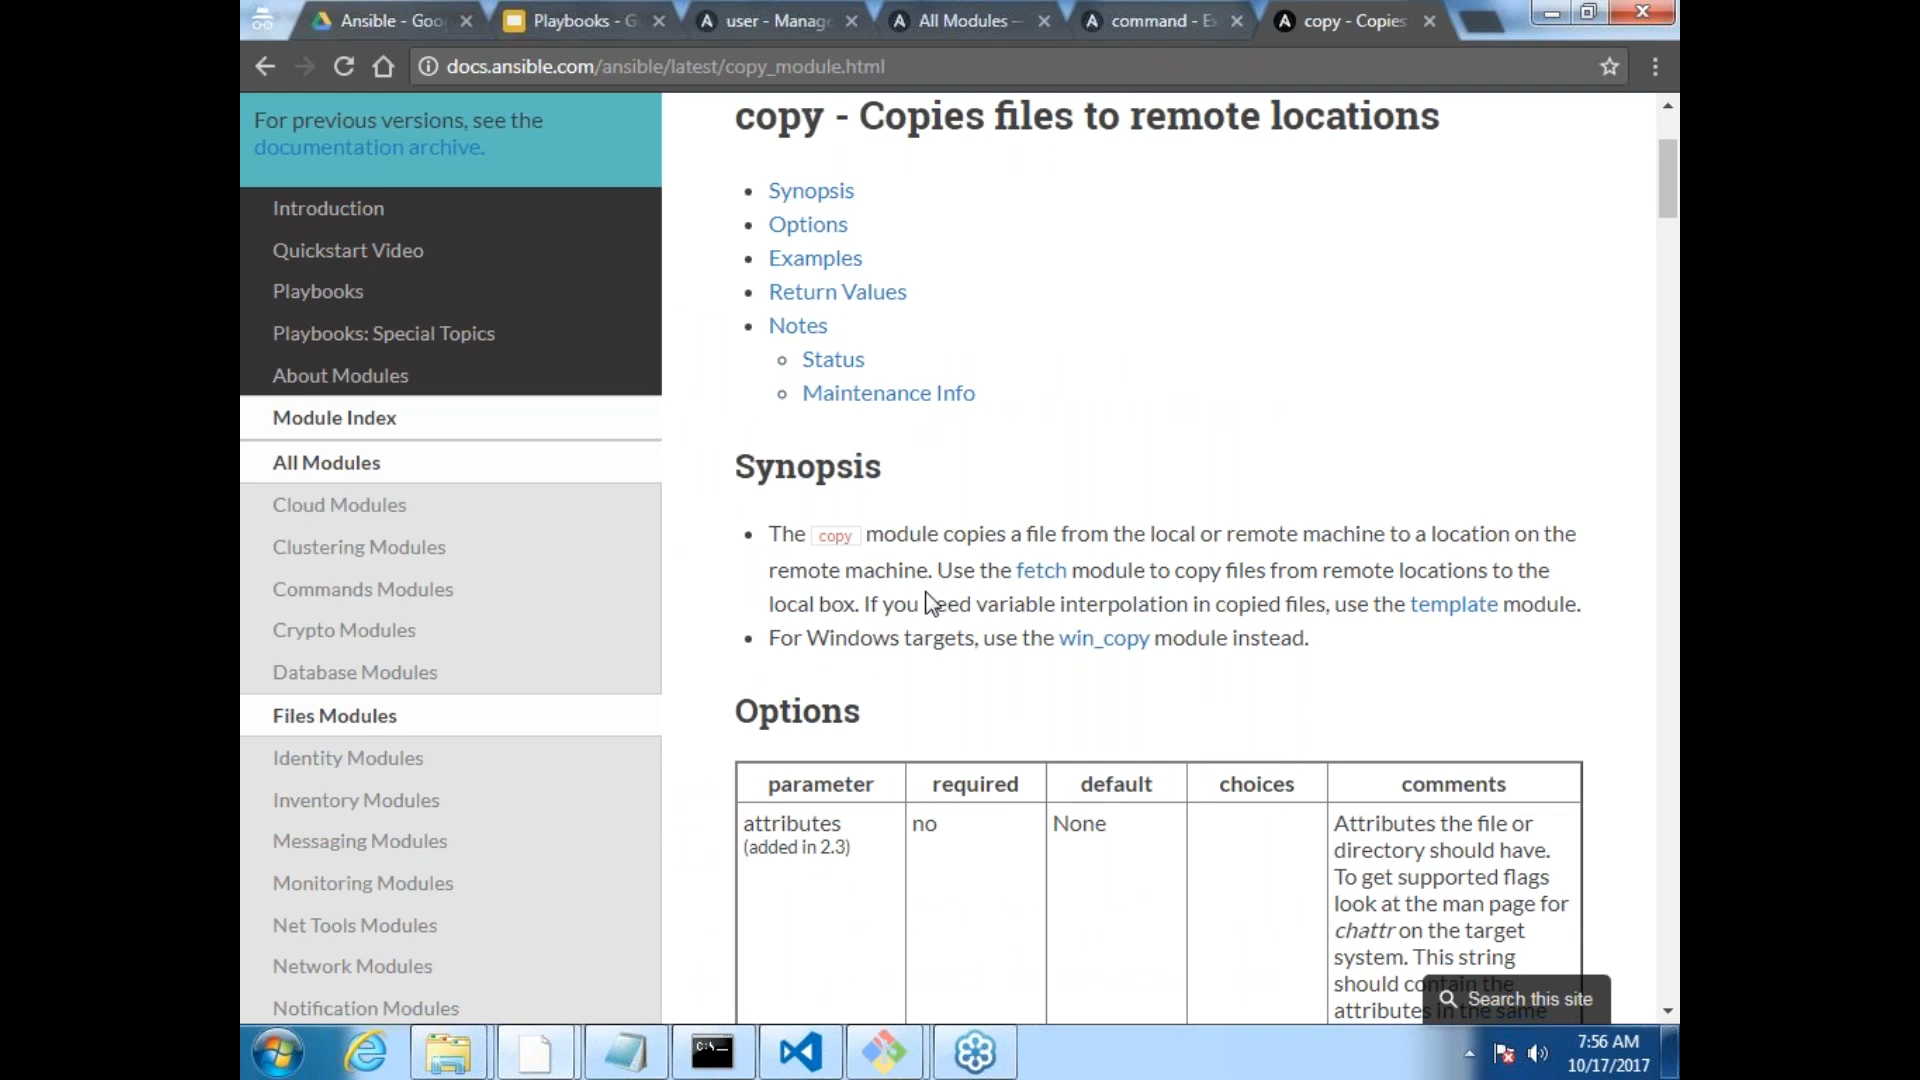 Ansible - Goo
Playbooks - G
user - Manag
All Modules —
command - Ex
copy - Copies
docs.ansible.com/ansible/latest/copy_module.html
For previous versions, see the
documentation archive.
Introduction
Quickstart Video
Playbooks
Playbooks: Special Topics
About Modules
Module Index
All Modules
Cloud Modules
Clustering Modules
Commands Modules
Crypto Modules
Database Modules
Files Modules
Identity Modules
Inventory Modules
Messaging Modules
Monitoring Modules
Net Tools Modules
Network Modules
Notification Modules
copy - Copies files to remote locations
Synopsis
Options
Examples
Return Values
Notes
Status
Maintenance Info
Synopsis
The copy module copies a file from the local or remote machine to a location on the
remote machine. Use the fetch module to copy files from remote locations to the
local box. If you need variable interpolation in copied files, use the template module.
For Windows targets, use the win_copy module instead.
Options
parameter required default choices comments
attributes
(added in 2.3)
no
None
Attributes the file or
directory should have.
To get supported flags
look at the man page for
chattr on the target
system. This string
should contain the
attributes in the same
Search this site
C:\_
7:56 AM
10/17/2017